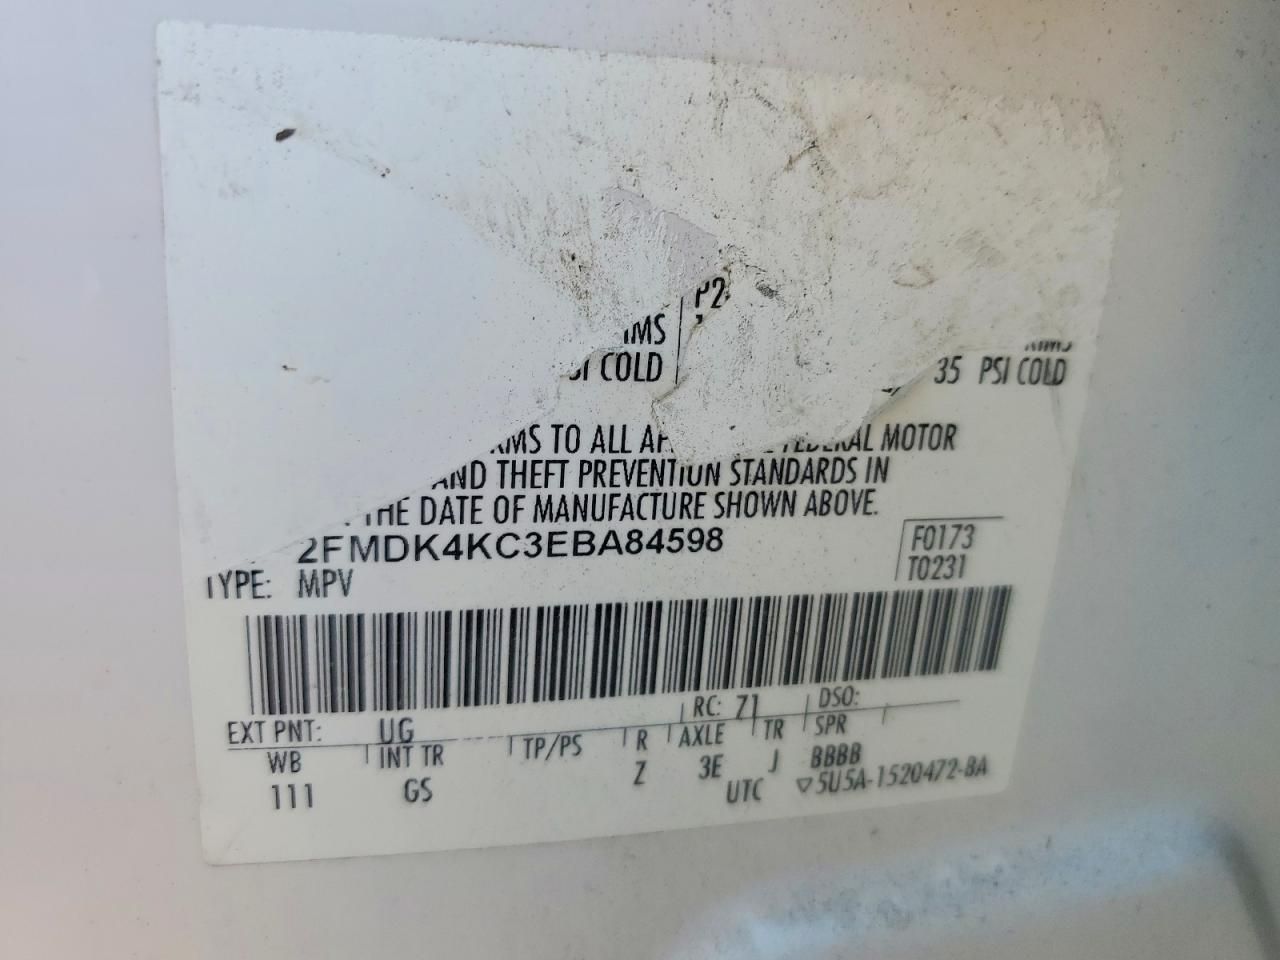 P2
IMS
SI COLD
35 PSI COLD
RMS TO ALL MOTOR
AND THEFT PREVENTION STANDARDS IN
THE DATE OF MANUFACTURE SHOWN ABOVE.
2FMDK4KC3EBA84598
F0173
TYPE: MPV
T0231
EXT PNT: UG RC: 71 DSO:
WB INT TR TP/PS R AXLE TR SPR
111 GS Z 3E J BBBB
UTC ▽5U5A-1520472-BA